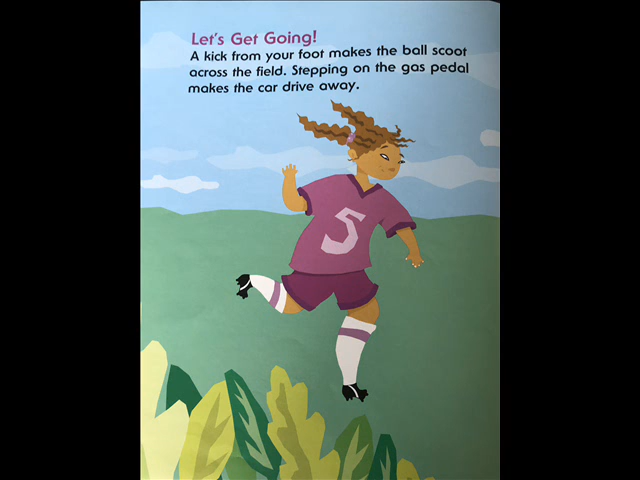 Let's Get Going!
A kick from your foot makes the ball scoot
across the field. Stepping on the gas pedal
makes the car drive away.
5